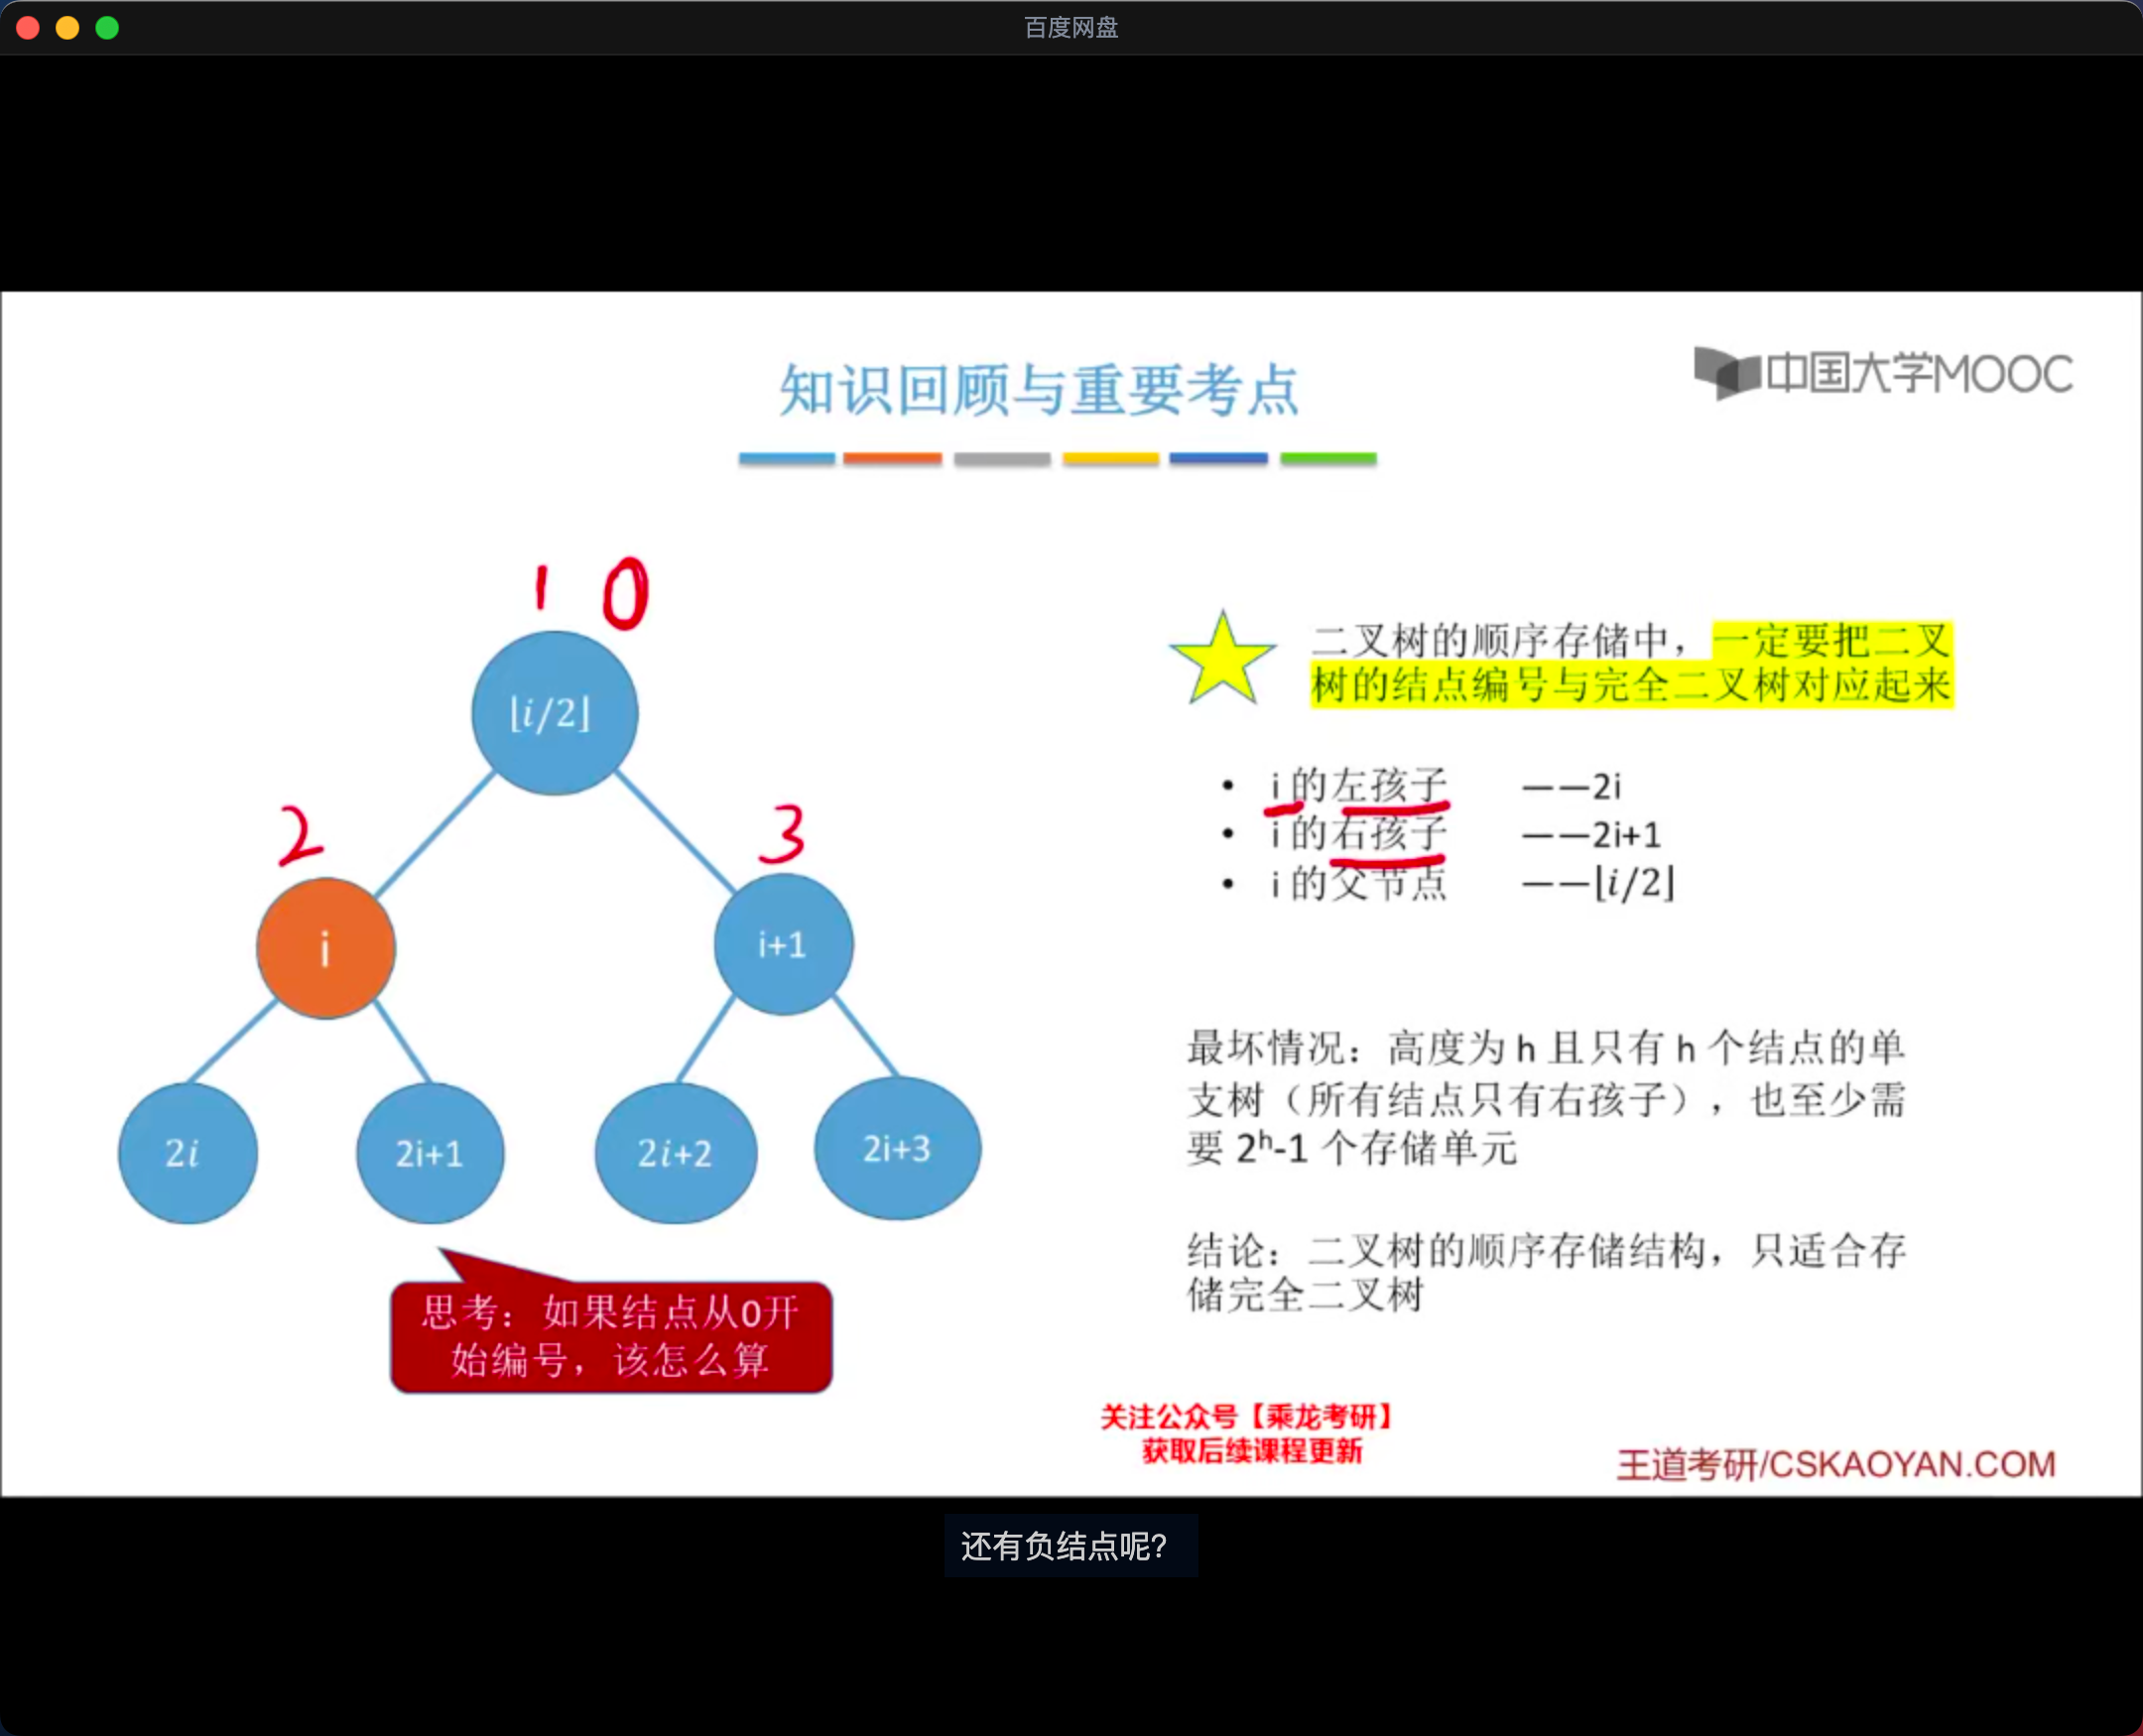 百度网盘
知识回顾与重要考点
中国大学MOOC
1 0
⌊i/2⌋
2
3
i
i+1
2i
2i+1
2i+2
2i+3
思考：如果结点从0开
始编号，该怎么算
二叉树的顺序存储中，一定要把二叉
树的结点编号与完全二叉树对应起来
• i 的左孩子 ——2i
• i 的右孩子 ——2i+1
• i 的父节点 ——⌊i/2⌋
最坏情况：高度为 h 且只有 h 个结点的单
支树（所有结点只有右孩子），也至少需
要 2ʰ-1 个存储单元
结论：二叉树的顺序存储结构，只适合存
储完全二叉树
关注公众号【乘龙考研】
获取后续课程更新
王道考研/CSKAOYAN.COM
还有负结点呢?